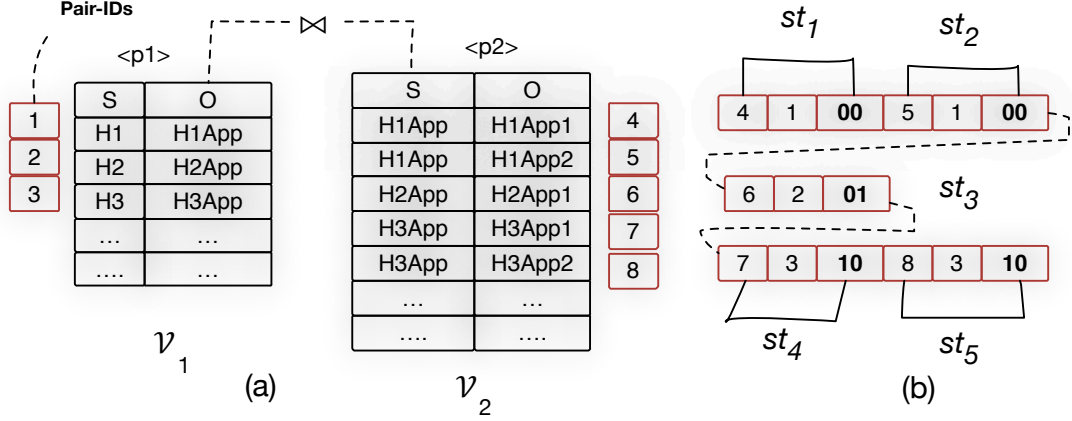 Pair-IDs
<p1>
⋈
<p2>
S O
1 H1 H1App
2 H2 H2App
3 H3 H3App
… …
…. …
𝒱1
(a)
S O
H1App H1App1 4
H1App H1App2 5
H2App H2App1 6
H3App H3App1 7
H3App H3App2 8
… …
…. ….
𝒱2
st1 st2
4 1 00 5 1 00
6 2 01 st3
7 3 10 8 3 10
st4 st5
(b)